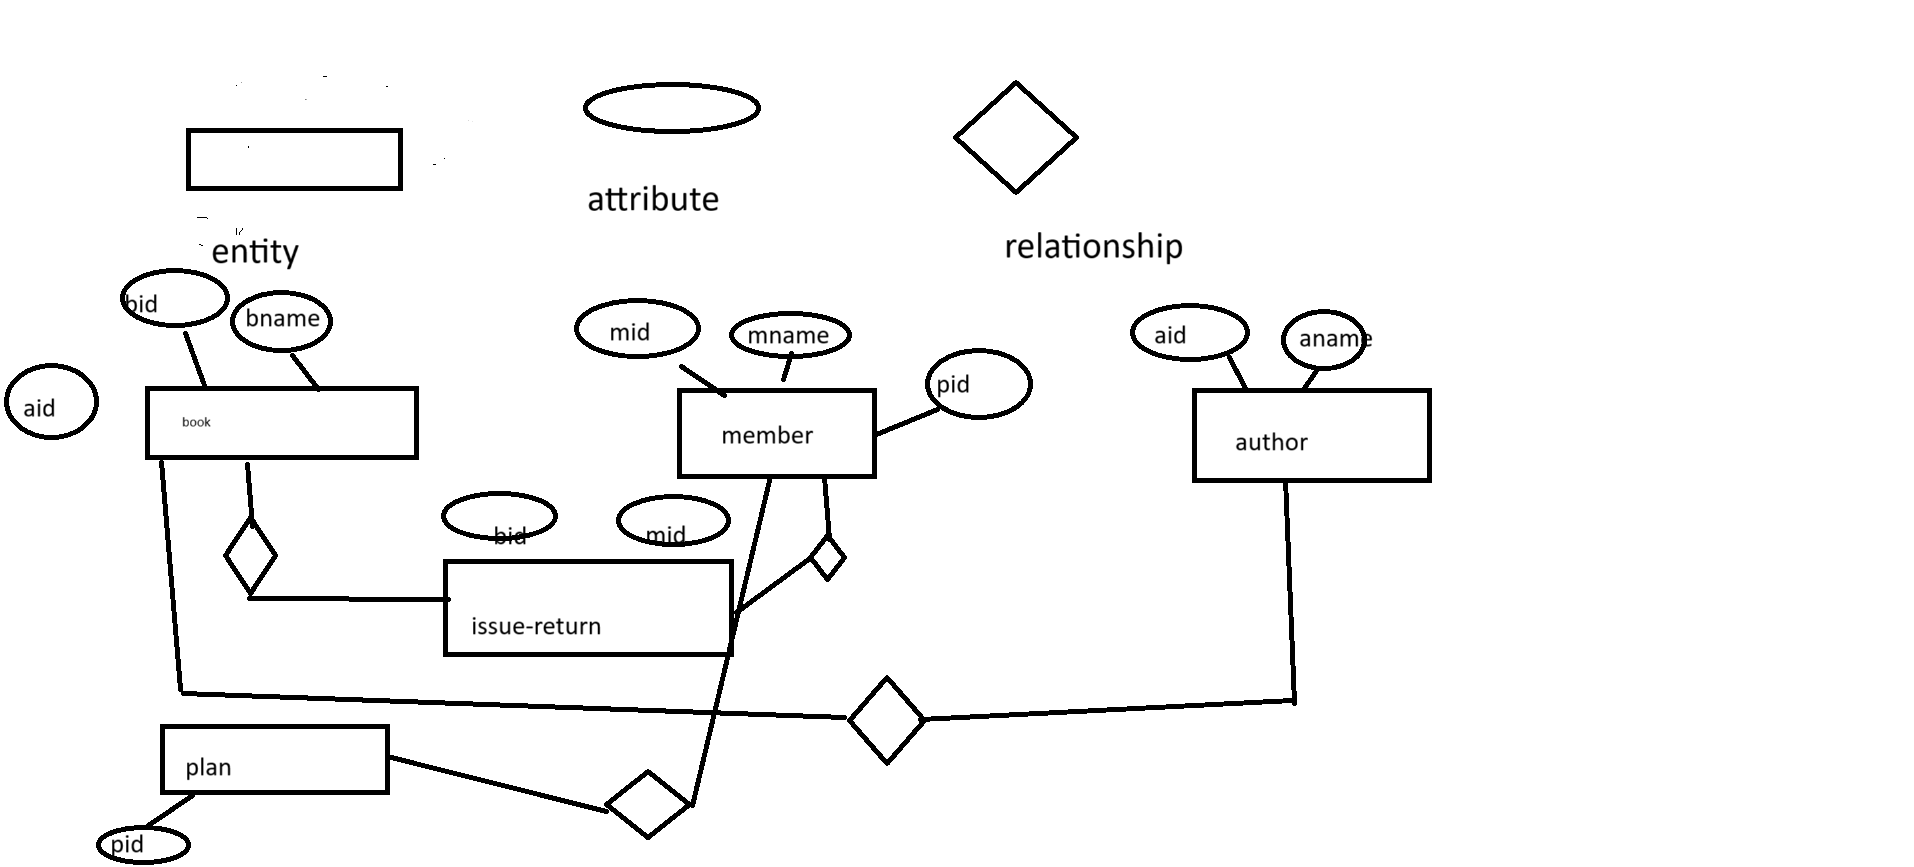 attribute
entity
relationship
bid
bname
mid
mname
aid
aname
pid
aid
book
member
author
bid
mid
issue-return
plan
pid